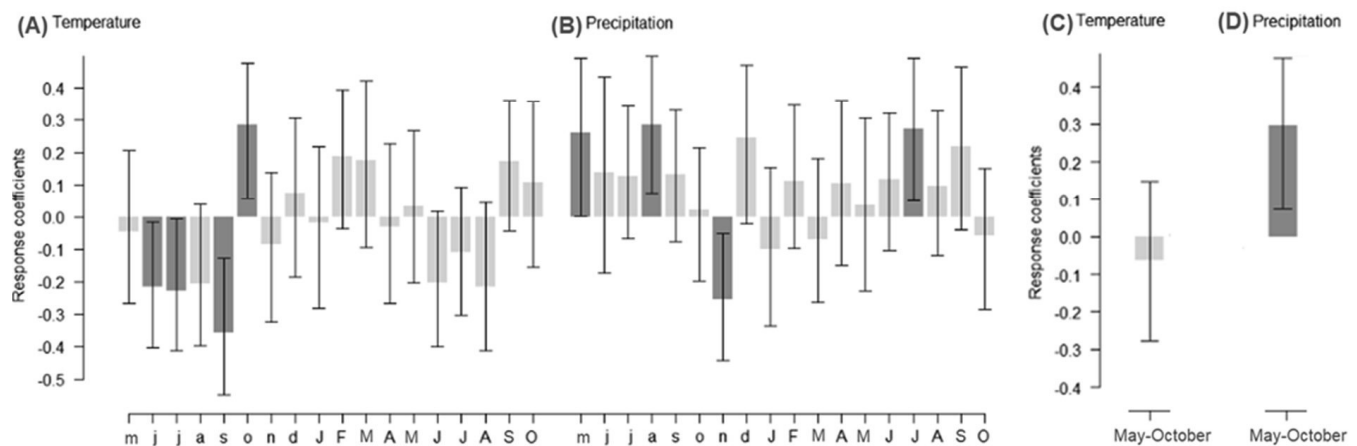 (A) Temperature
(B) Precipitation
(C) Temperature
(D) Precipitation
Response coefficients
0.4
0.3
0.2
0.1
0.0
-0.1
-0.2
-0.3
-0.4
-0.5
m j j a s o n d J F M A M J J A S O
m j j a s o n d J F M A M J J A S O
Response coefficients
0.4
0.3
0.2
0.1
0.0
-0.1
-0.2
-0.3
-0.4
May-October
May-October